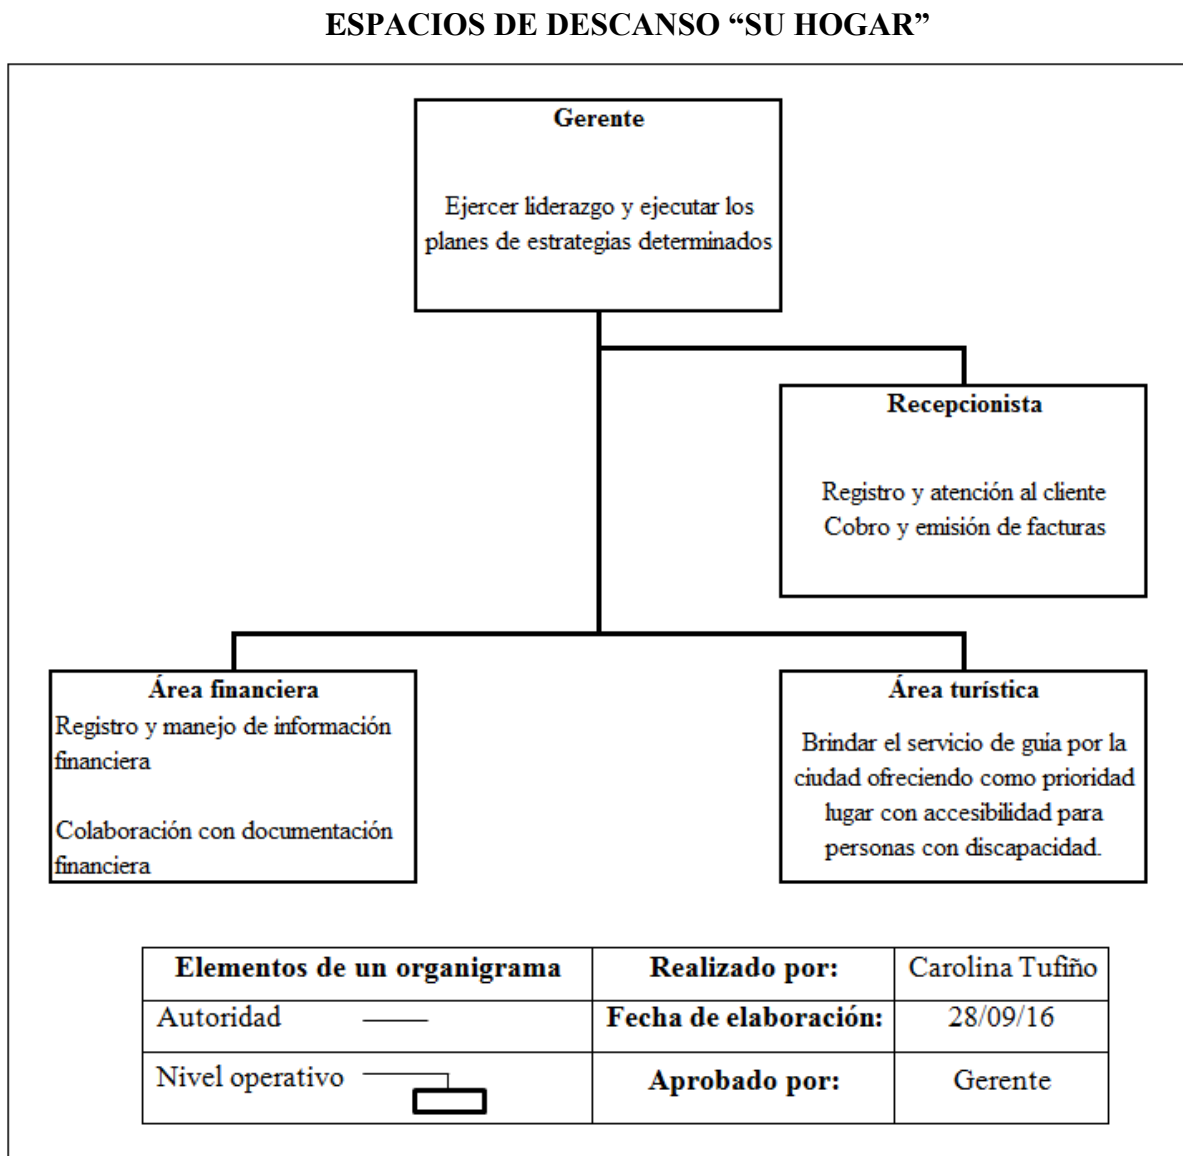 ESPACIOS DE DESCANSO “SU HOGAR”
Gerente
Ejercer liderazgo y ejecutar los
planes de estrategias determinados
Recepcionista
Registro y atención al cliente
Cobro y emisión de facturas
Área financiera
Registro y manejo de información
financiera
Colaboración con documentación
financiera
Área turística
Brindar el servicio de guía por la
ciudad ofreciendo como prioridad
lugar con accesibilidad para
personas con discapacidad.
Elementos de un organigrama
Realizado por:
Carolina Tufiño
Autoridad
Fecha de elaboración:
28/09/16
Nivel operativo
Aprobado por:
Gerente